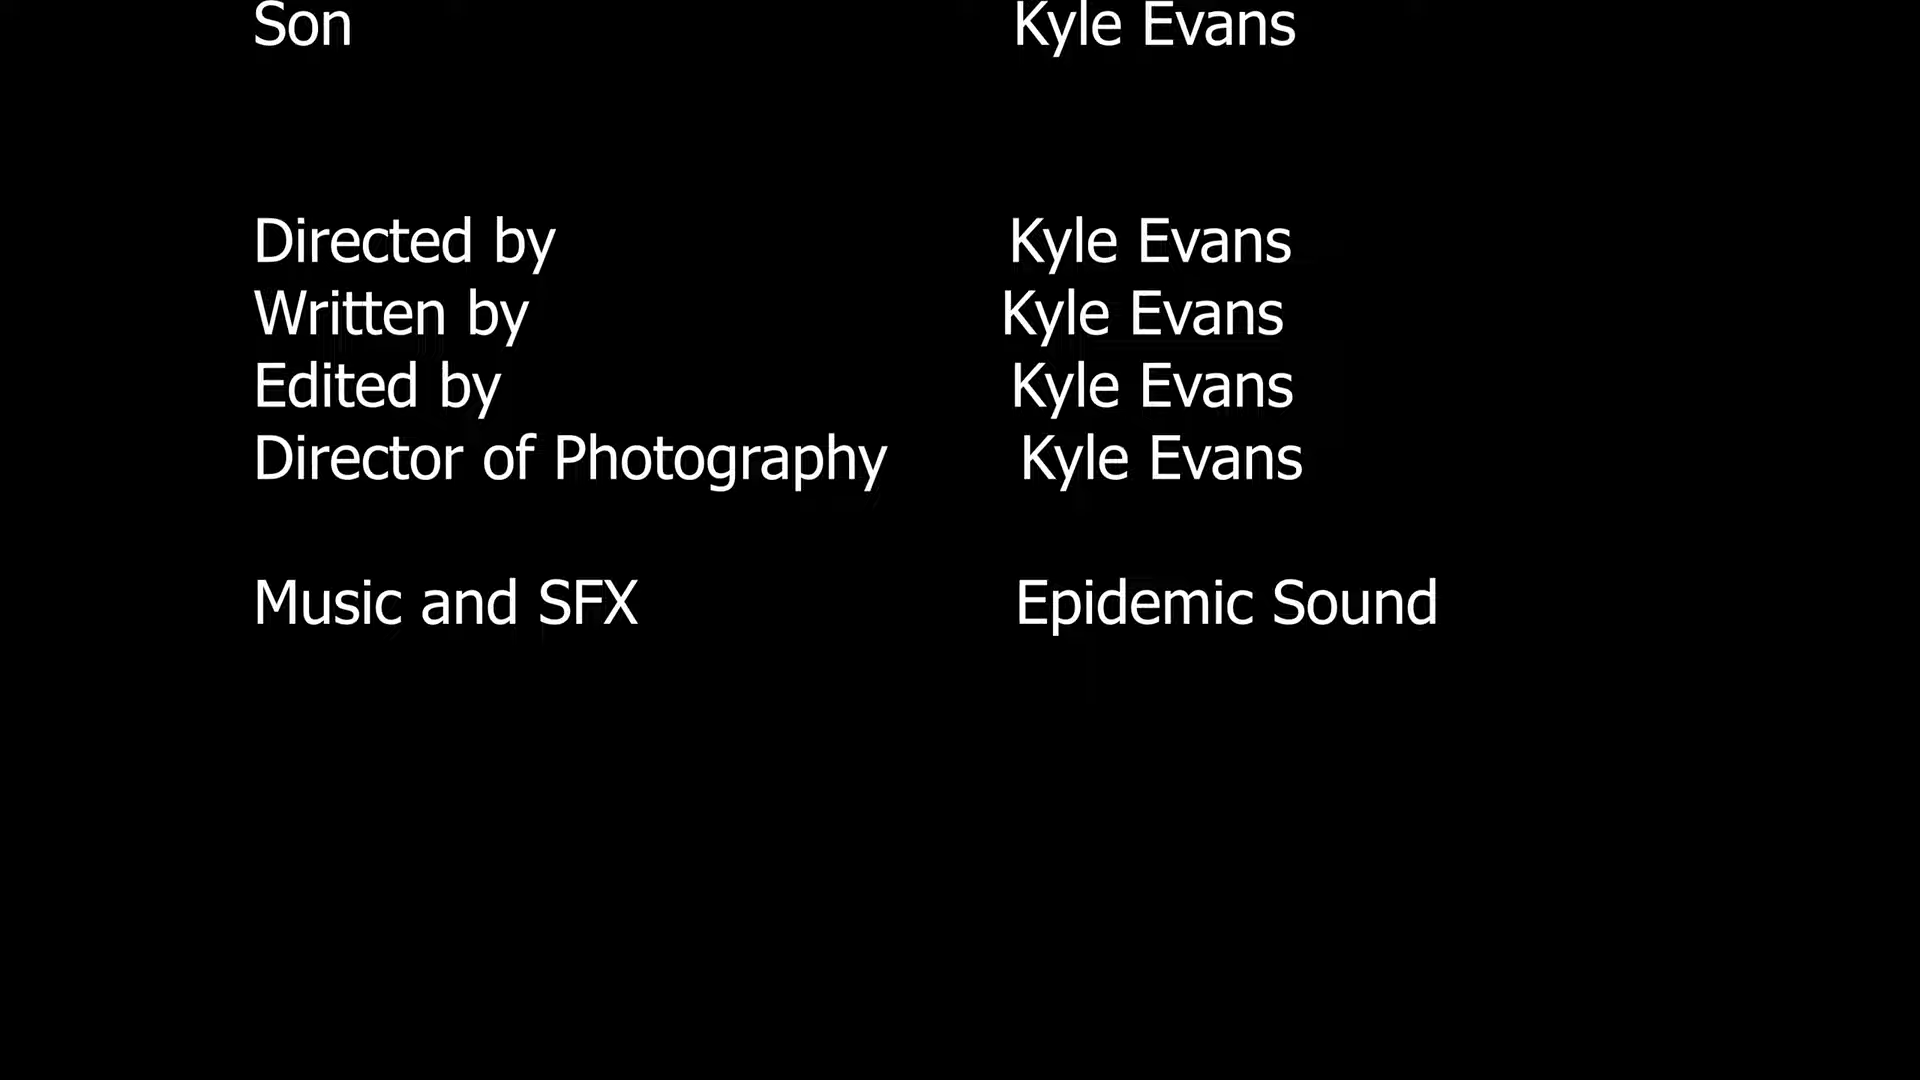 Son Kyle Evans
Directed by Kyle Evans
Written by Kyle Evans
Edited by Kyle Evans
Director of Photography Kyle Evans
Music and SFX Epidemic Sound